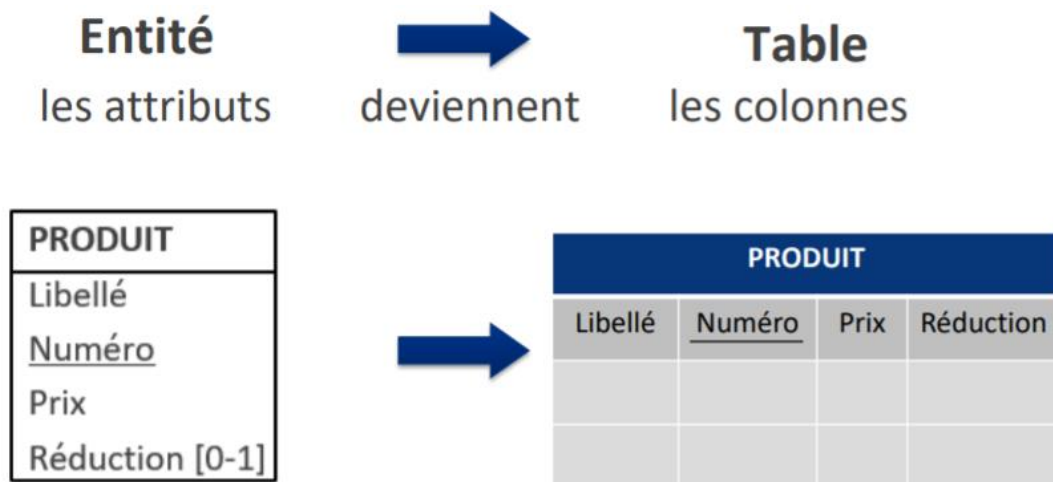 Entité Table
les attributs deviennent les colonnes
PRODUIT
Libellé
Numéro
Prix
Réduction [0-1]
PRODUIT
Libellé Numéro Prix Réduction